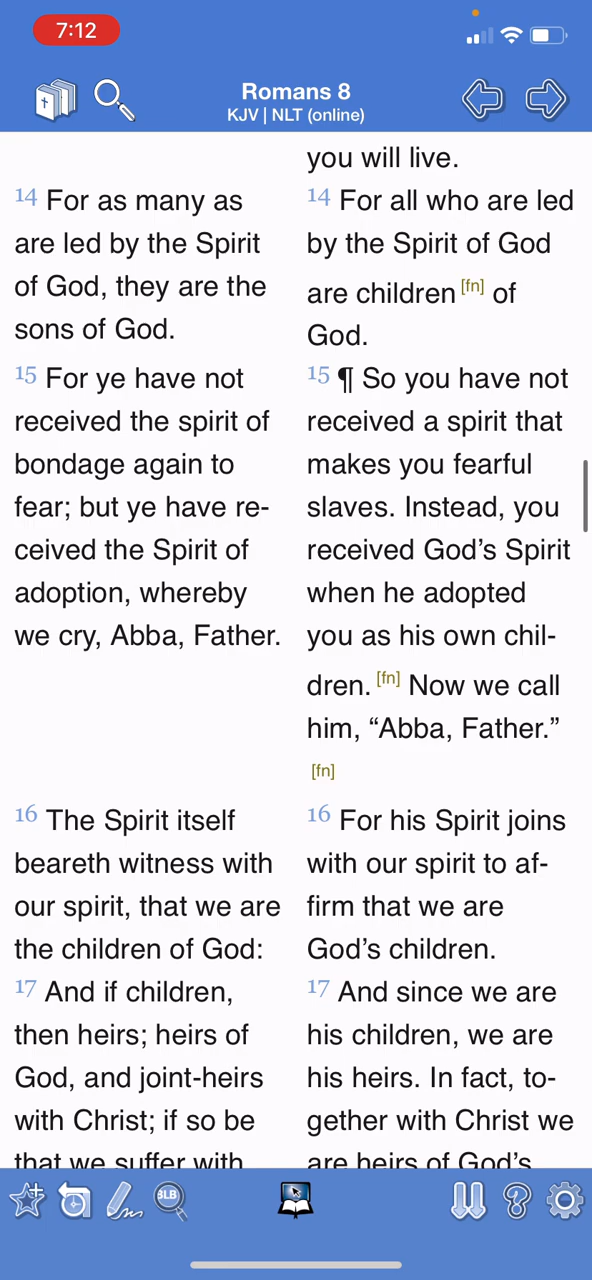 7:12
Romans 8
KJV | NLT (online)
you will live.
14 For as many as
are led by the Spirit
of God, they are the
sons of God.
15 For ye have not
received the spirit of
bondage again to
fear; but ye have re-
ceived the Spirit of
adoption, whereby
we cry, Abba, Father.
16 The Spirit itself
beareth witness with
our spirit, that we are
the children of God:
17 And if children,
then heirs; heirs of
God, and joint-heirs
with Christ; if so be
that we suffer with
14 For all who are led
by the Spirit of God
are children [fn] of
God.
15 ¶ So you have not
received a spirit that
makes you fearful
slaves. Instead, you
received God’s Spirit
when he adopted
you as his own chil-
dren. [fn] Now we call
him, “Abba, Father.”
[fn]
16 For his Spirit joins
with our spirit to af-
firm that we are
God’s children.
17 And since we are
his children, we are
his heirs. In fact, to-
gether with Christ we
are heirs of God’s
BLB